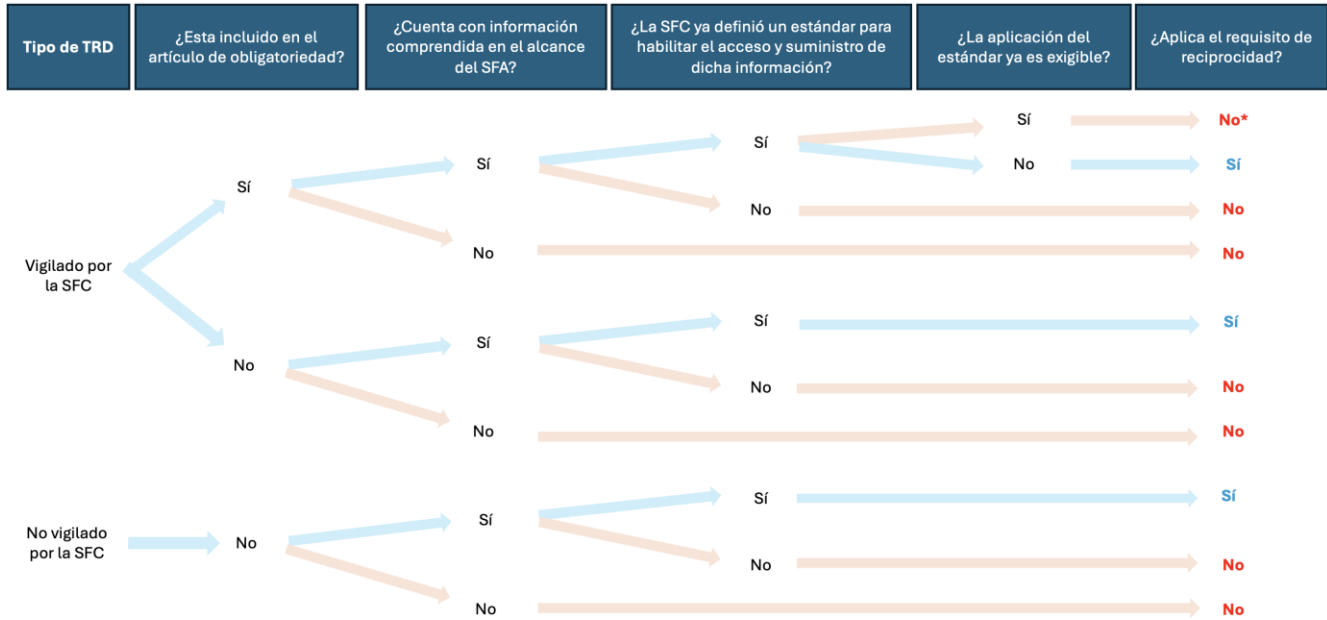 Tipo de TRD
¿Esta incluido en el
artículo de obligatoriedad?
¿Cuenta con información
comprendida en el alcance
del SFA?
¿La SFC ya definió un estándar para
habilitar el acceso y suministro de
dicha información?
¿La aplicación del
estándar ya es exigible?
¿Aplica el requisito de
reciprocidad?
Sí
No*
Sí
No
Sí
Sí
Sí
No
No
No
No
Vigilado por
la SFC
Sí
Sí
Sí
No
No
No
No
No
Sí
Sí
Sí
No vigilado
por la SFC
No
No
No
No
No